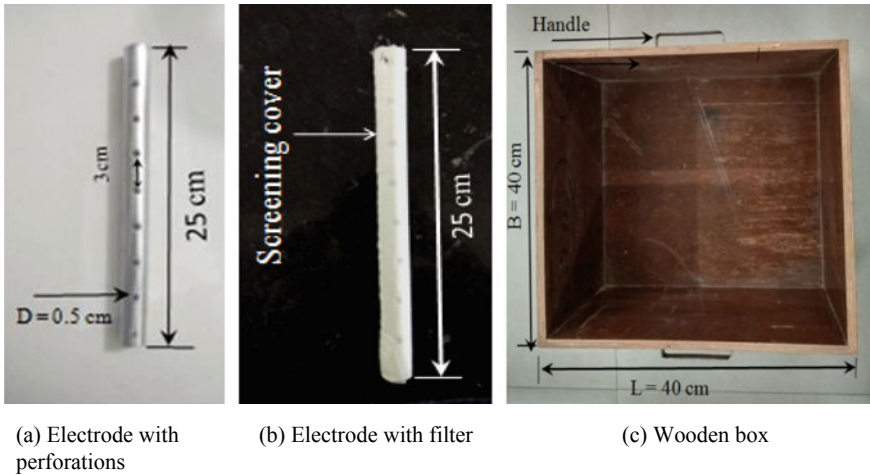 3cm
25 cm
D = 0.5 cm
Screening cover
25 cm
Handle
B = 40 cm
L = 40 cm
(a) Electrode with
perforations
(b) Electrode with filter
(c) Wooden box